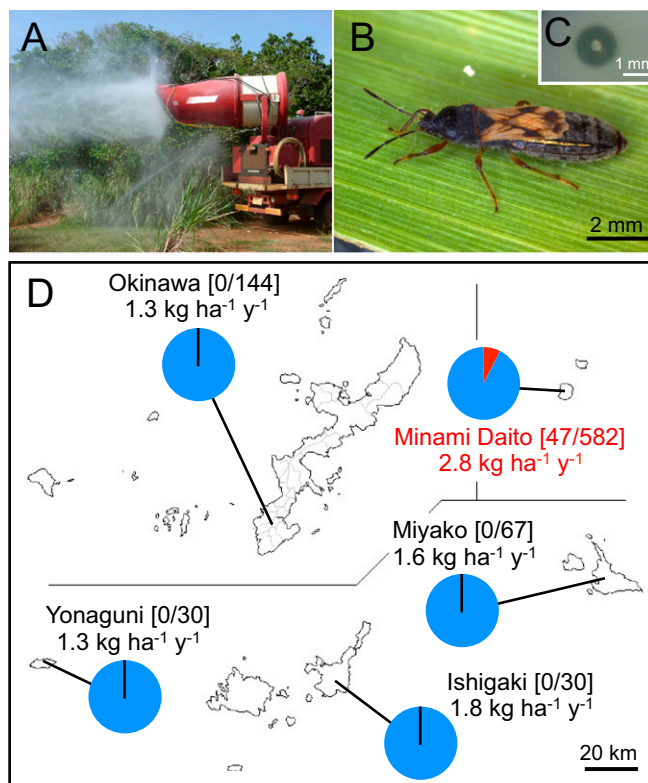 A
B
C
1 mm
2 mm
D
Okinawa [0/144]
1.3 kg ha⁻¹ y⁻¹
Minami Daito [47/582]
2.8 kg ha⁻¹ y⁻¹
Miyako [0/67]
1.6 kg ha⁻¹ y⁻¹
Yonaguni [0/30]
1.3 kg ha⁻¹ y⁻¹
Ishigaki [0/30]
1.8 kg ha⁻¹ y⁻¹
20 km